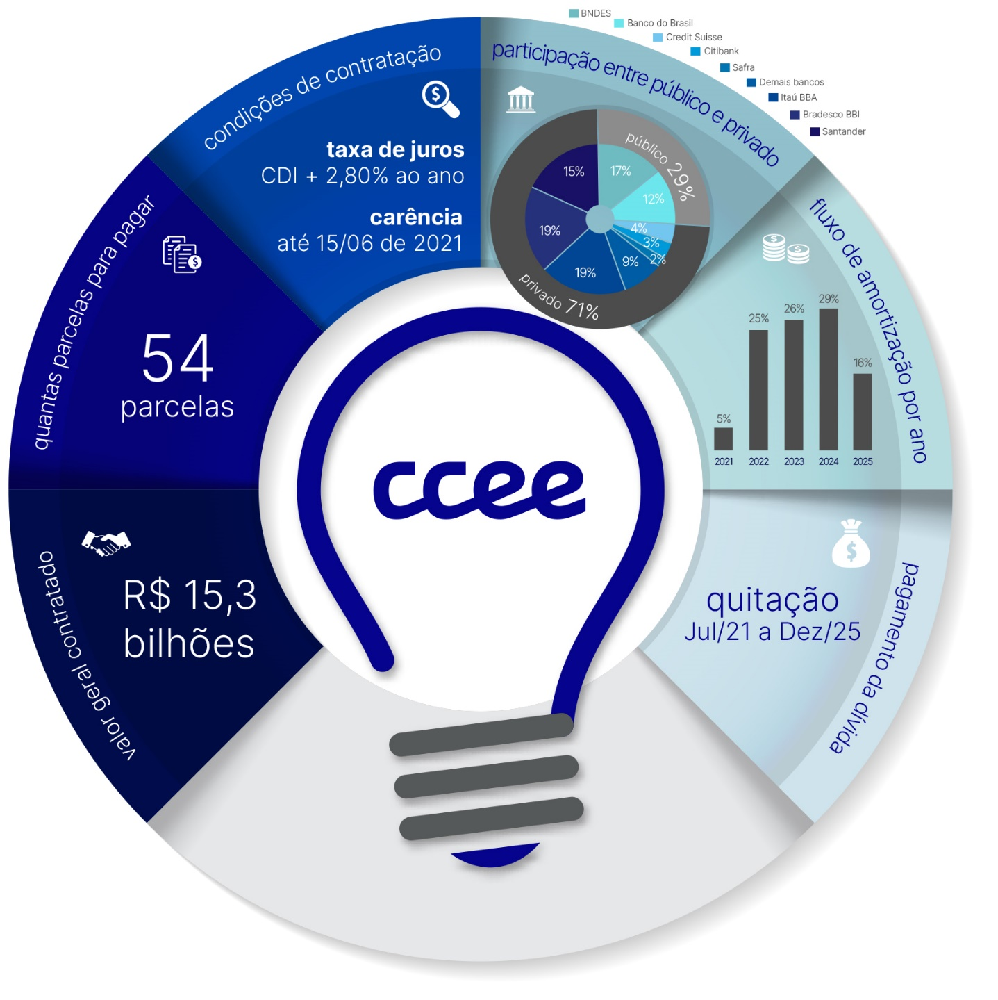 BNDES
Banco do Brasil
Credit Suisse
Citibank
Safra
Demais bancos
Itaú BBA
Bradesco BBI
Santander
condições de contratação
taxa de juros
CDI + 2,80% ao ano
carência
até 15/06 de 2021
participação entre público e privado
público 29%
17%
12%
4%
3%
2%
9%
19%
19%
15%
privado 71%
fluxo de amortização por ano
5%
25%
26%
29%
16%
2021
2022
2023
2024
2025
quantas parcelas para pagar
54
parcelas
ccee
valor geral contratado
R$ 15,3
bilhões
pagamento da dívida
quitação
Jul/21 a Dez/25